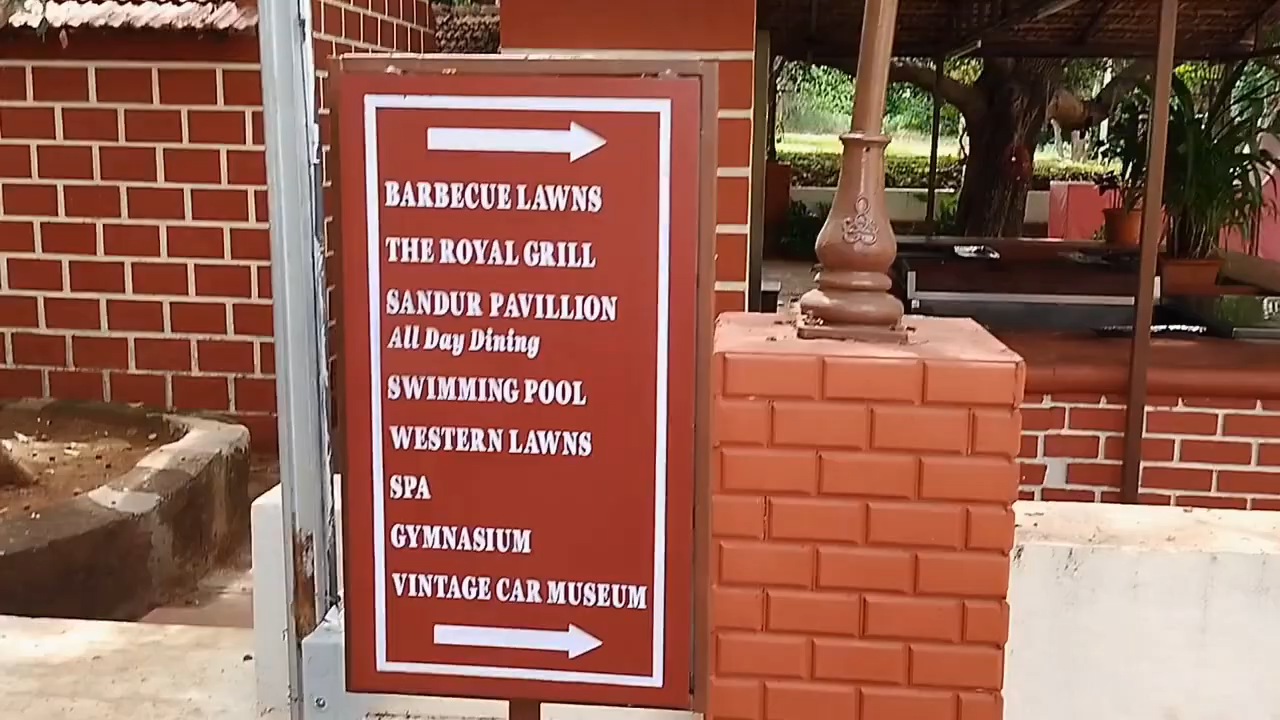 BARBECUE LAWNS
THE ROYAL GRILL
SANDUR PAVILLION
All Day Dining
SWIMMING POOL
WESTERN LAWNS
SPA
GYMNASIUM
VINTAGE CAR MUSEUM